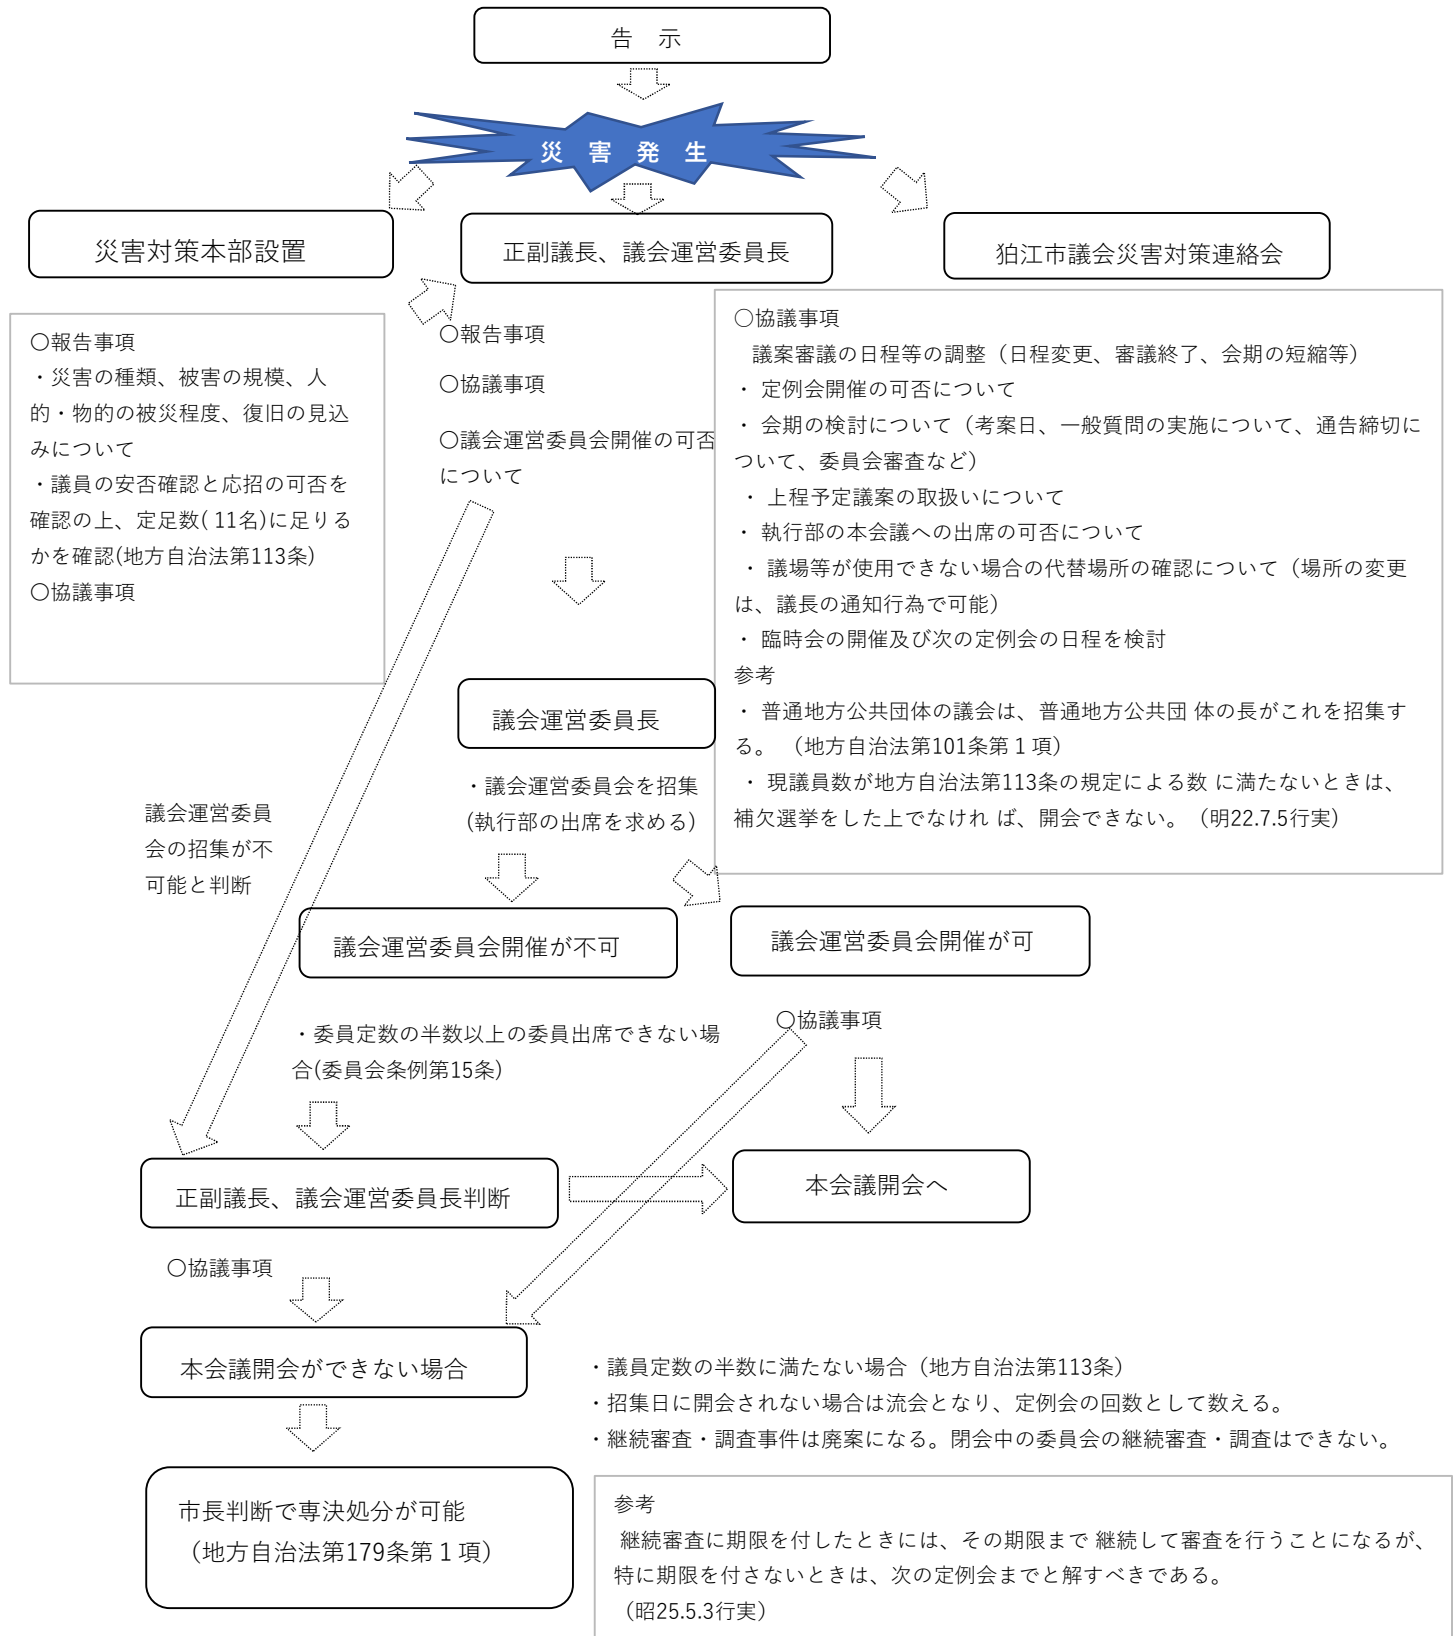 告　示
災　害　発　生
災害対策本部設置
正副議長、議会運営委員長
狛江市議会災害対策連絡会
〇報告事項
・災害の種類、被害の規模、人
的・物的の被災程度、復旧の見込
みについて
・議員の安否確認と応招の可否を
確認の上、定足数( 11名)に足りる
かを確認(地方自治法第113条)
〇協議事項
〇報告事項
〇協議事項
〇議会運営委員会開催の可否
について
〇協議事項
議案審議の日程等の調整（日程変更、審議終了、会期の短縮等）
・ 定例会開催の可否について
・ 会期の検討について（考案日、一般質問の実施について、通告締切に
ついて、委員会審査など）
・ 上程予定議案の取扱いについて
・ 執行部の本会議への出席の可否について
・ 議場等が使用できない場合の代替場所の確認について（場所の変更
は、議長の通知行為で可能）
・ 臨時会の開催及び次の定例会の日程を検討
参考
・ 普通地方公共団体の議会は、普通地方公共団 体の長がこれを招集す
る。 （地方自治法第101条第１項）
・ 現議員数が地方自治法第113条の規定による数 に満たないときは、
補欠選挙をした上でなけれ ば、開会できない。（明22.7.5行実）
議会運営委員長
・議会運営委員会を招集
(執行部の出席を求める)
議会運営委員
会の招集が不
可能と判断
議会運営委員会開催が不可
議会運営委員会開催が可
・委員定数の半数以上の委員出席できない場
合(委員会条例第15条)
〇協議事項
正副議長、議会運営委員長判断
本会議開会へ
〇協議事項
本会議開会ができない場合
・議員定数の半数に満たない場合（地方自治法第113条）
・招集日に開会されない場合は流会となり、定例会の回数として数える。
・継続審査・調査事件は廃案になる。閉会中の委員会の継続審査・調査はできない。
市長判断で専決処分が可能
（地方自治法第179条第１項）
参考
継続審査に期限を付したときには、その期限まで 継続して審査を行うことになるが、
特に期限を付さないときは、次の定例会までと解すべきである。
（昭25.5.3行実）